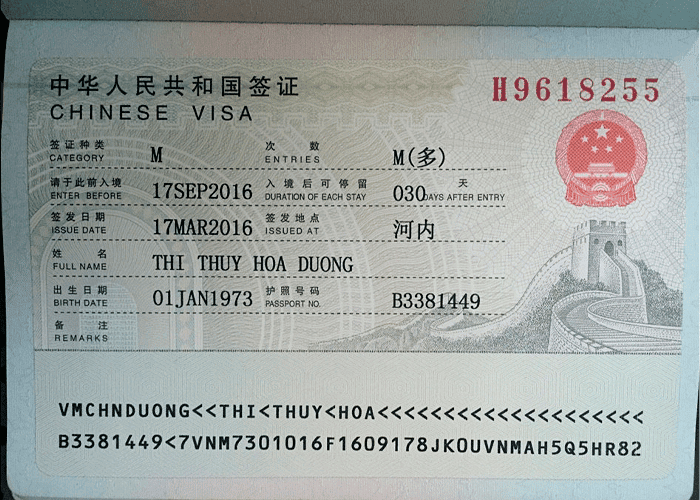 中华人民共和国签证
CHINESE VISA
H9618255
签证种类 CATEGORY M 次数 ENTRIES M(多)
请于此前入境 ENTER BEFORE 17SEP2016 入境后可停留 DURATION OF EACH STAY 030 天 DAYS AFTER ENTRY
签发日期 ISSUE DATE 17MAR2016 签发地点 ISSUED AT 河内
姓名 FULL NAME THI THUY HOA DUONG
出生日期 BIRTH DATE 01JAN1973 护照号码 PASSPORT NO. B3381449
备注 REMARKS
VMCHNDUONG<<THI<THUY<HOA<<<<<<<<<<<<<<<<<<<<
B3381449<7VNM7301016F1609178JKOUVNMAH5Q5HR82